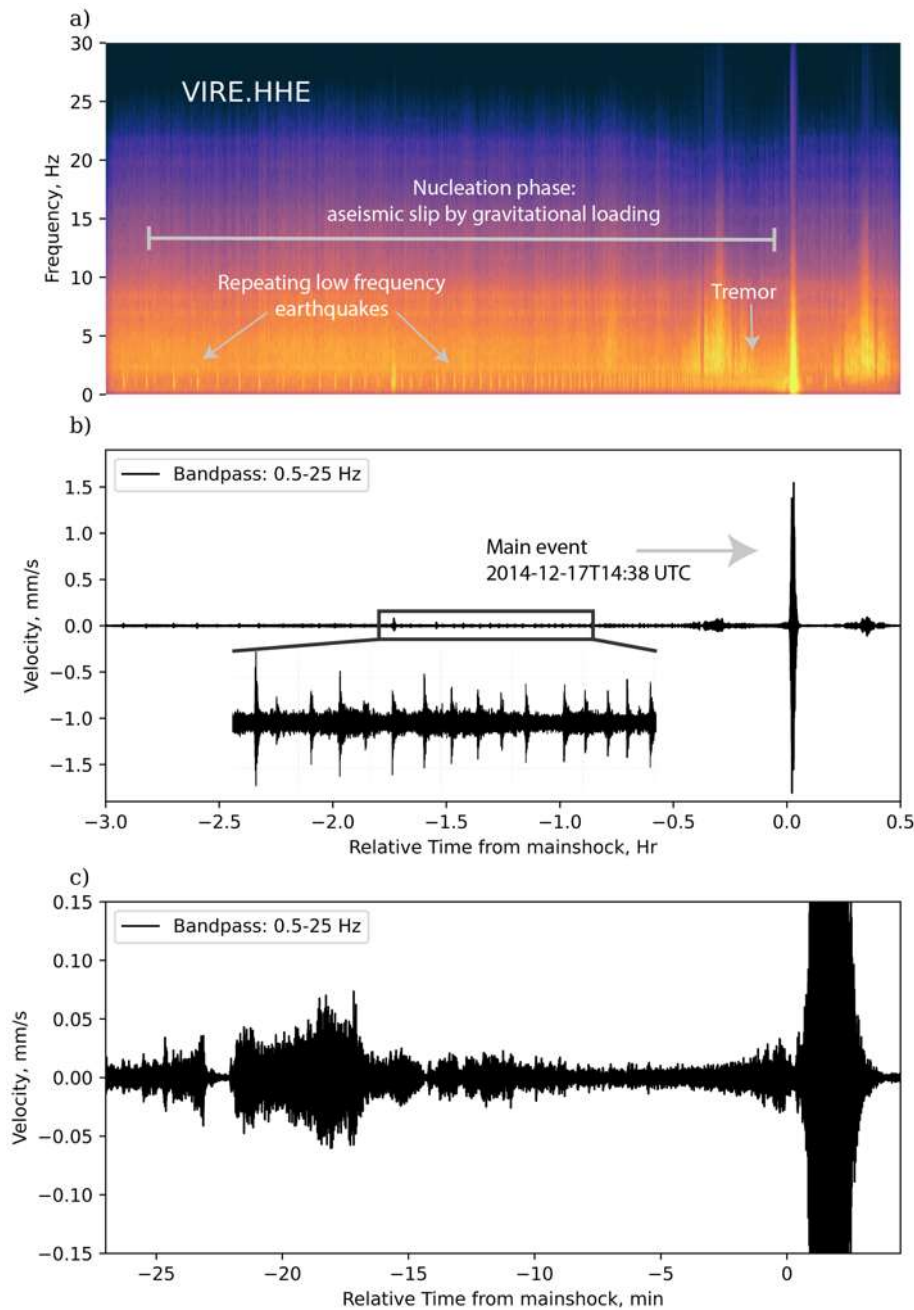 a)
30
25
20
15
10
5
0
Frequency, Hz
VIRE.HHE
Nucleation phase:
aseismic slip by gravitational loading
Repeating low frequency
earthquakes
Tremor
b)
Bandpass: 0.5-25 Hz
1.5
1.0
0.5
0.0
−0.5
−1.0
−1.5
Velocity, mm/s
Main event
2014-12-17T14:38 UTC
−3.0 −2.5 −2.0 −1.5 −1.0 −0.5 0.0 0.5
Relative Time from mainshock, Hr
c)
Bandpass: 0.5-25 Hz
0.15
0.10
0.05
0.00
−0.05
−0.10
−0.15
Velocity, mm/s
−25 −20 −15 −10 −5 0
Relative Time from mainshock, min